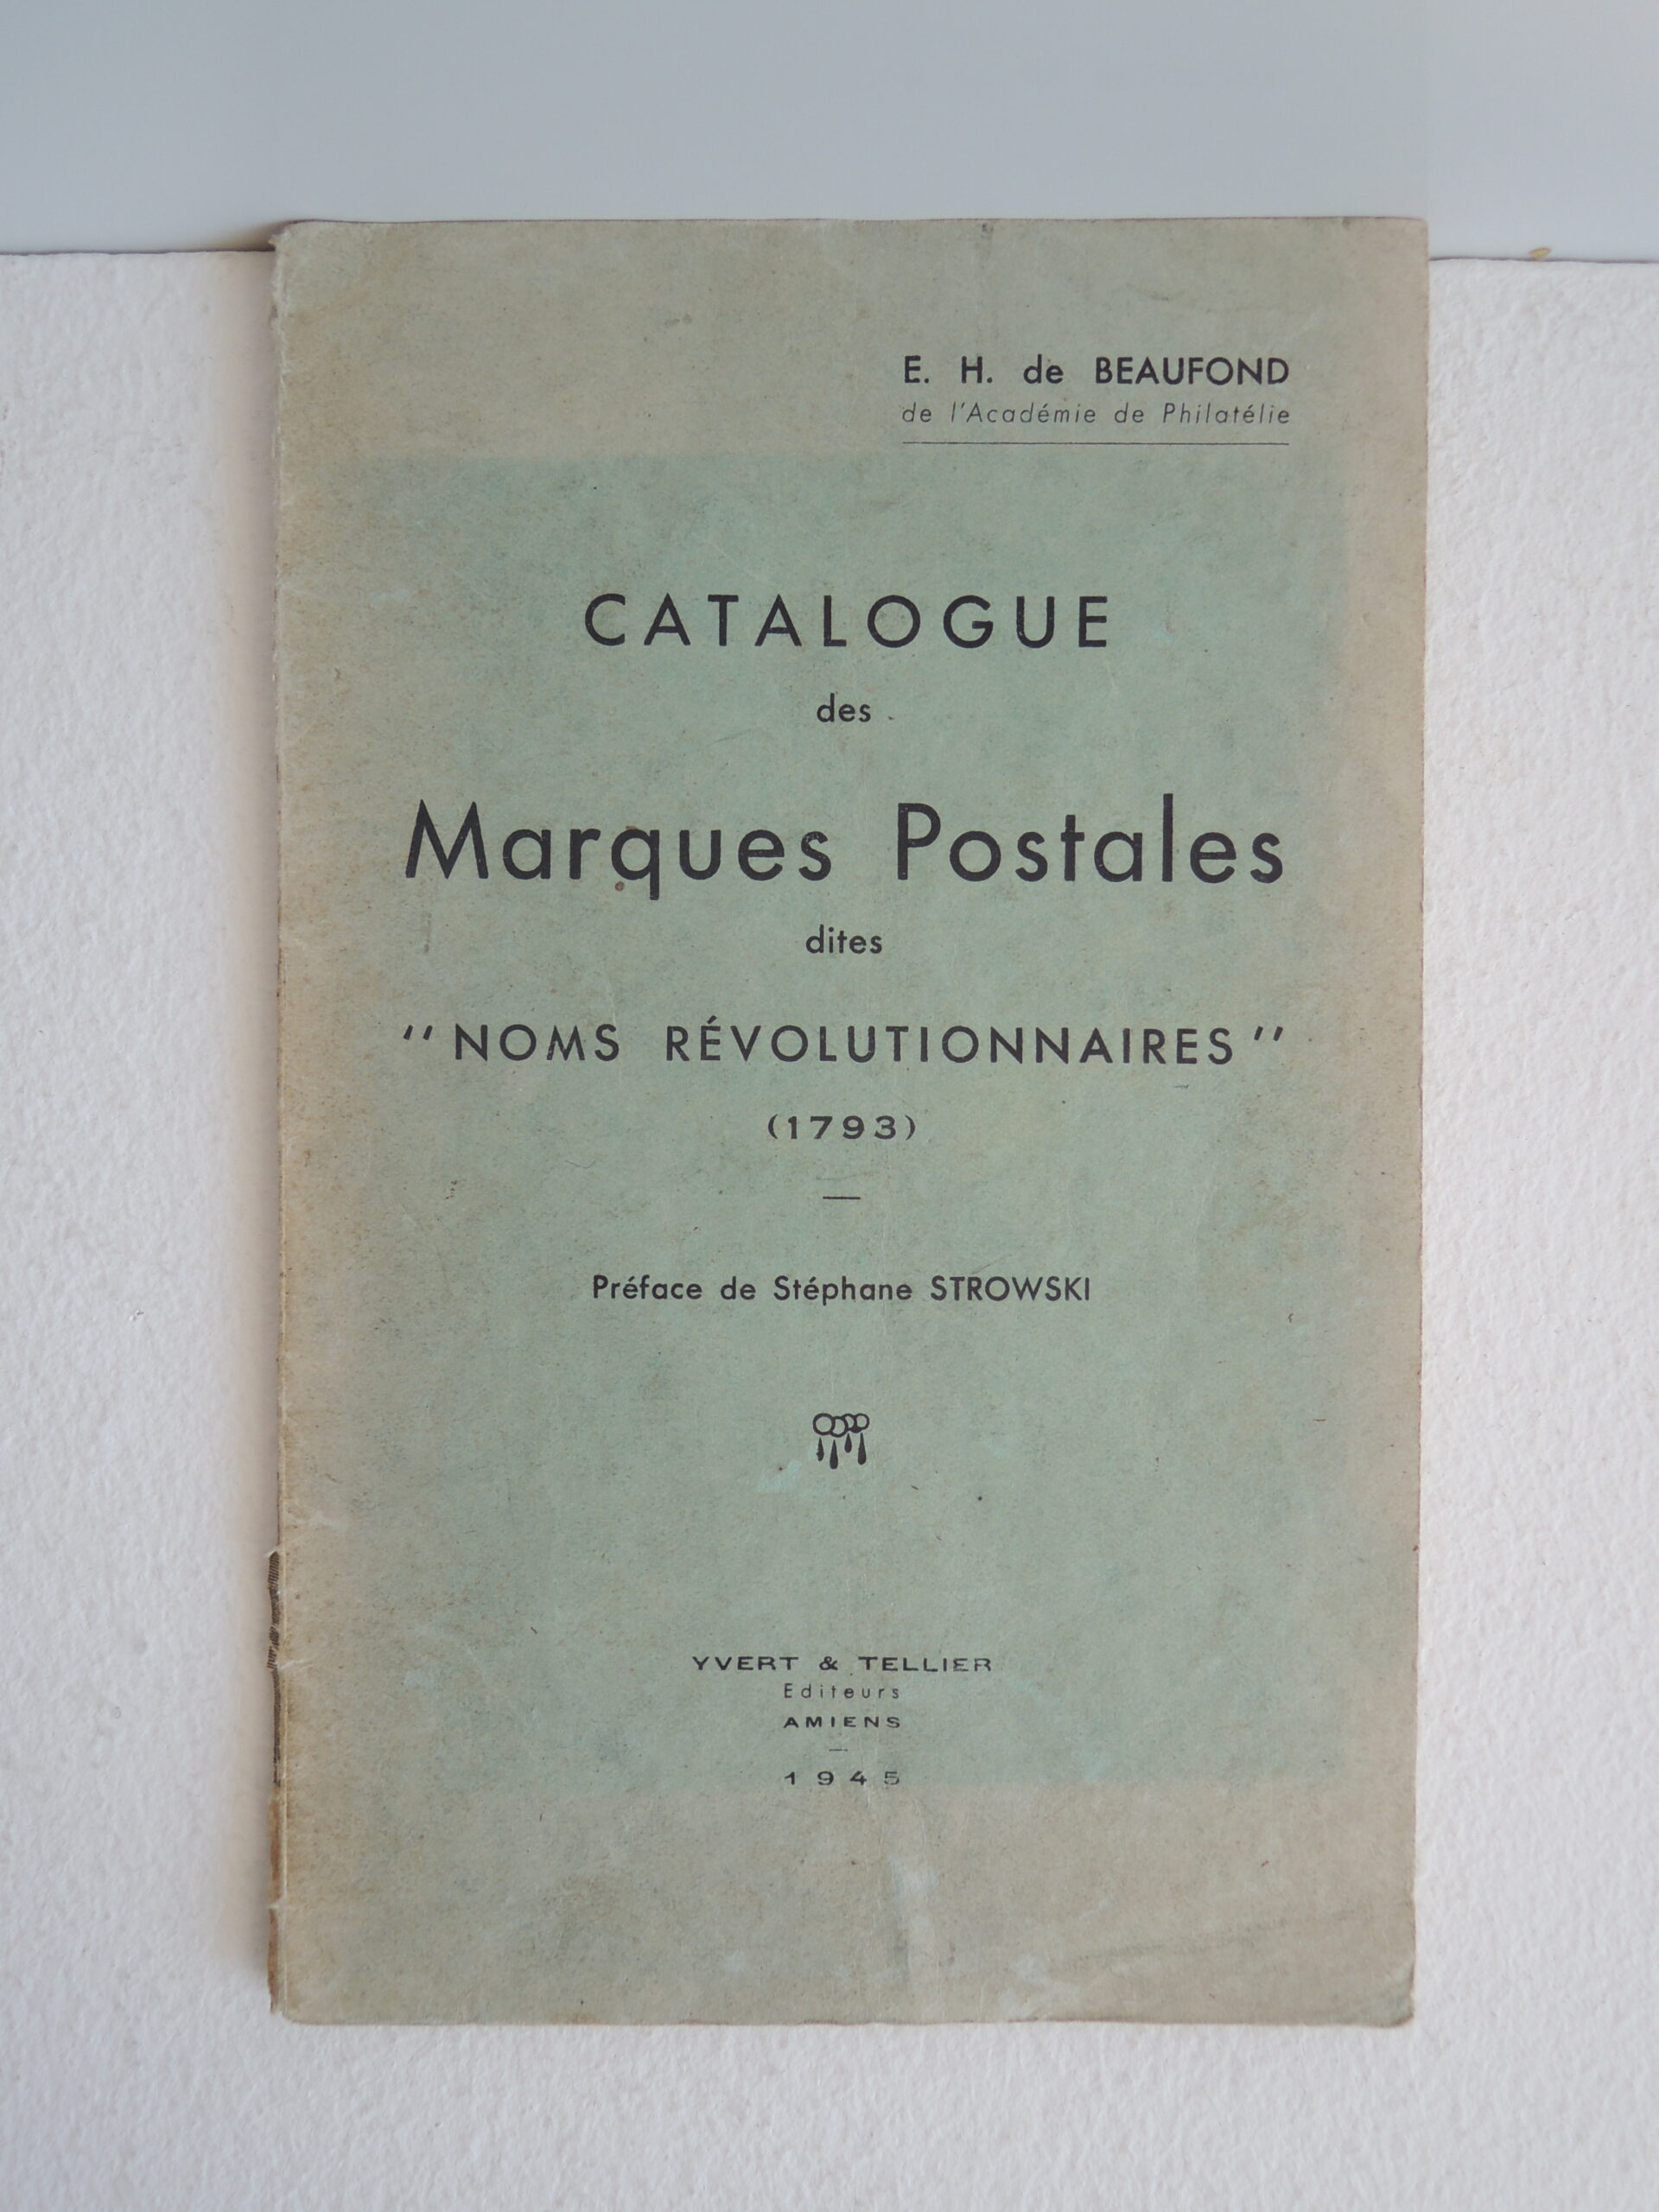 E. H. de BEAUFOND
de l'Académie de Philatélie
CATALOGUE
des
Marques Postales
dites
"NOMS RÉVOLUTIONNAIRES"
(1793)
Préface de Stéphane STROWSKI
YVERT & TELLIER
Editeurs
AMIENS
1945